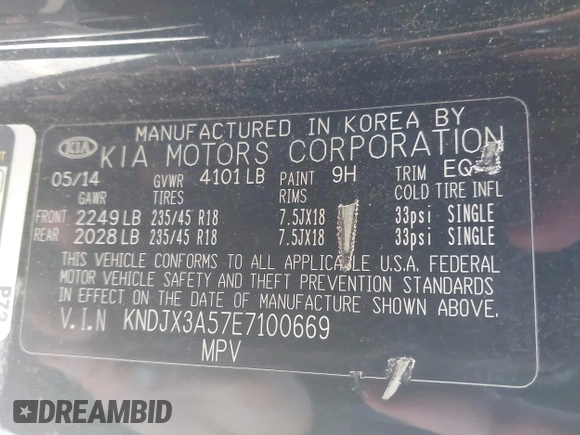 MANUFACTURED IN KOREA BY
KIA KIA MOTORS CORPORATION
05/14 GVWR 4101 LB PAINT 9H TRIM
GAWR TIRES RIMS COLD TIRE INFL
FRONT 2249 LB 235/45 R18 7.5JX18 33psi SINGLE
REAR 2028 LB 235/45 R18 7.5JX18 33psi SINGLE
THIS VEHICLE CONFORMS TO ALL APPLICABLE U.S.A. FEDERAL
MOTOR VEHICLE SAFETY AND THEFT PREVENTION STANDARDS
IN EFFECT ON THE DATE OF MANUFACTURE SHOWN ABOVE.
V.I.N KNDJX3A57E7100669
MPV
DREAMBID